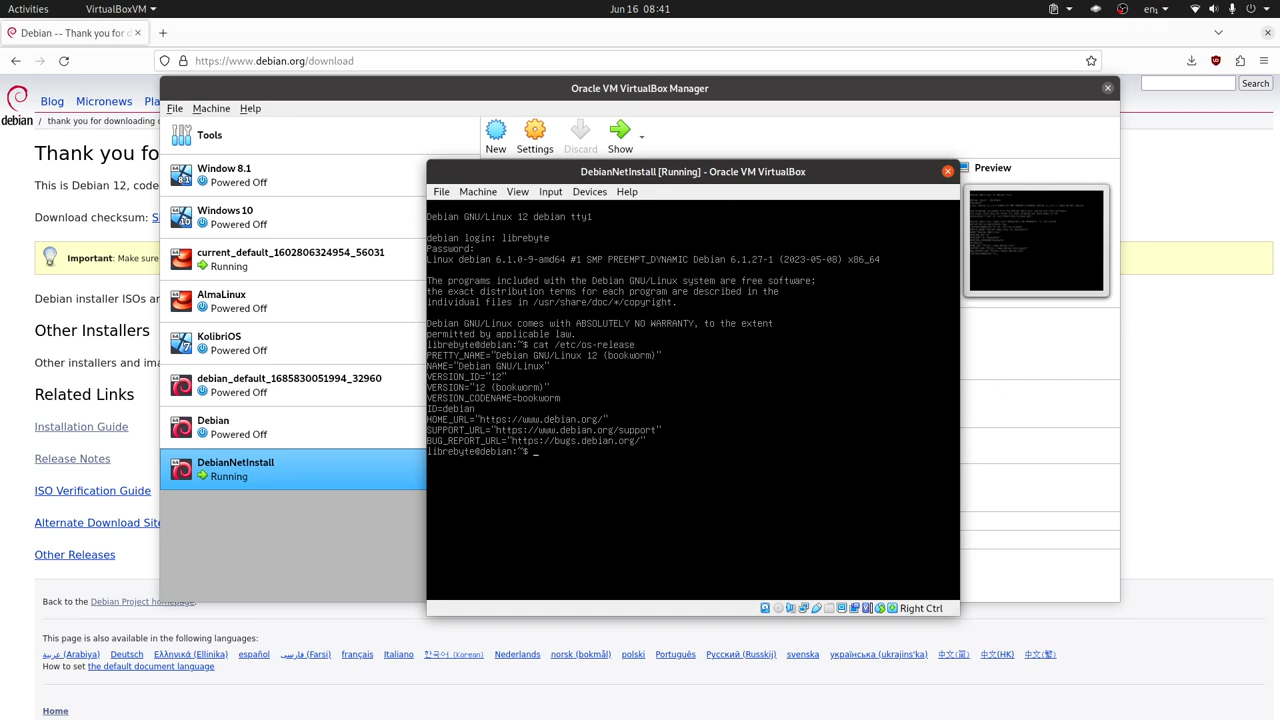 Activities
VirtualBoxVM
Jun 16 08:41
en1
Debian -- Thank you for d
https://www.debian.org/download
Oracle VM VirtualBox Manager
File Machine Help
Blog Micronews Pla
Search
debian / thank you for downloading d
Tools
New Settings Discard Show
Thank you fo
This is Debian 12, code
Download checksum: S
Important: Make sure
Debian installer ISOs ar
Other Installers
Other installers and ima
Related Links
Installation Guide
Release Notes
ISO Verification Guide
Alternate Download Site
Other Releases
Window 8.1
Powered Off
Windows 10
Powered Off
Running
AlmaLinux
Powered Off
KolibriOS
Powered Off
debian_default_1685830051994_32960
Powered Off
Debian
Powered Off
DebianNetInstall
Running
Preview
DebianNetInstall [Running] - Oracle VM VirtualBox
File Machine View Input Devices Help
Debian GNU/Linux 12 debian tty1
debian login: librebyte
Password:
Linux debian 6.1.0-9-amd64 #1 SMP PREEMPT_DYNAMIC Debian 6.1.27-1 (2023-05-08) x86_64
The programs included with the Debian GNU/Linux system are free software;
the exact distribution terms for each program are described in the
individual files in /usr/share/doc/*/copyright.
Debian GNU/Linux comes with ABSOLUTELY NO WARRANTY, to the extent
permitted by applicable law.
librebyte@debian:~$ cat /etc/os-release
PRETTY_NAME="Debian GNU/Linux 12 (bookworm)"
NAME="Debian GNU/Linux"
VERSION_ID="12"
VERSION="12 (bookworm)"
VERSION_CODENAME=bookworm
ID=debian
HOME_URL="https://www.debian.org/"
SUPPORT_URL="https://www.debian.org/support"
BUG_REPORT_URL="https://bugs.debian.org/"
librebyte@debian:~$ _
Right Ctrl
Back to the Debian Project homepage.
This page is also available in the following languages:
عربية (Arabiya) Deutsch Ελληνικά (Ellinika) español فارسی (Farsi) français Italiano 한국어 (Korean) Nederlands norsk (bokmål) polski Português Русский (Russkij) svenska українська (ukrajins'ka) 中文(简) 中文(HK) 中文(繁)
How to set the default document language
Home